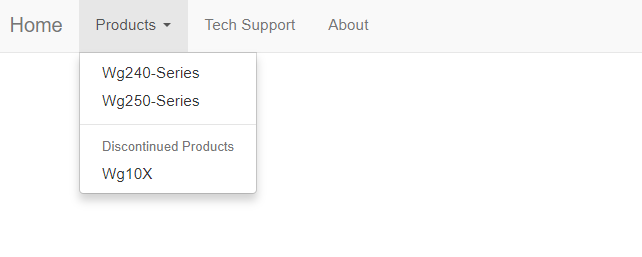 Home Products Tech Support About
Wg240-Series
Wg250-Series
Discontinued Products
Wg10X